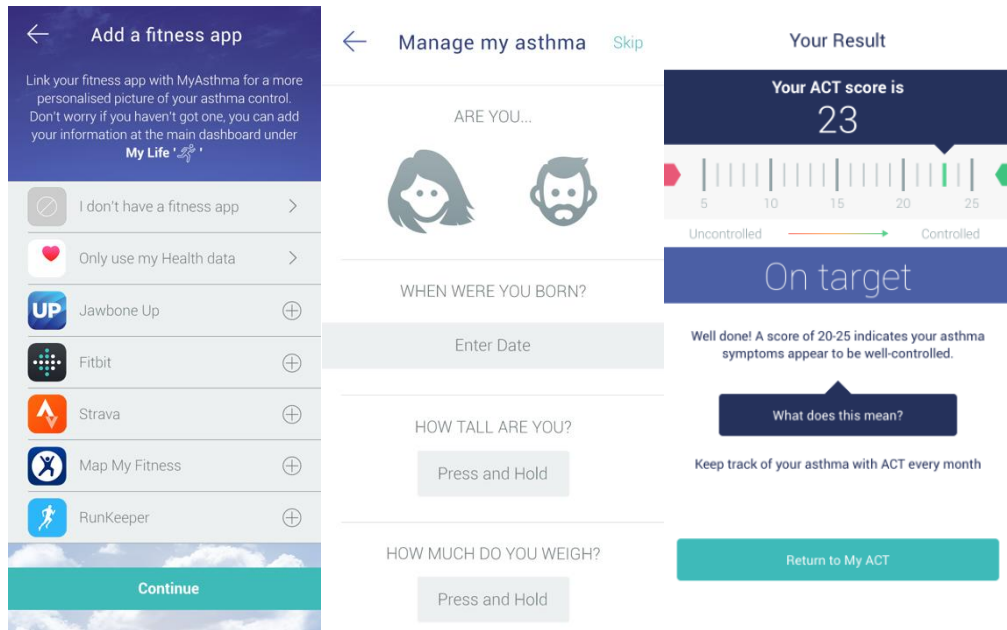 Add a fitness app
Link your fitness app with MyAsthma for a more
personalised picture of your asthma control.
Don't worry if you haven't got one, you can add
your information at the main dashboard under
My Life ' '
I don't have a fitness app
Only use my Health data
UP
Jawbone Up
Fitbit
Strava
Map My Fitness
RunKeeper
Continue
Manage my asthma
Skip
ARE YOU...
WHEN WERE YOU BORN?
Enter Date
HOW TALL ARE YOU?
Press and Hold
HOW MUCH DO YOU WEIGH?
Press and Hold
Your Result
Your ACT score is
23
5 10 15 20 25
Uncontrolled Controlled
On target
Well done! A score of 20-25 indicates your asthma
symptoms appear to be well-controlled.
What does this mean?
Keep track of your asthma with ACT every month
Return to My ACT